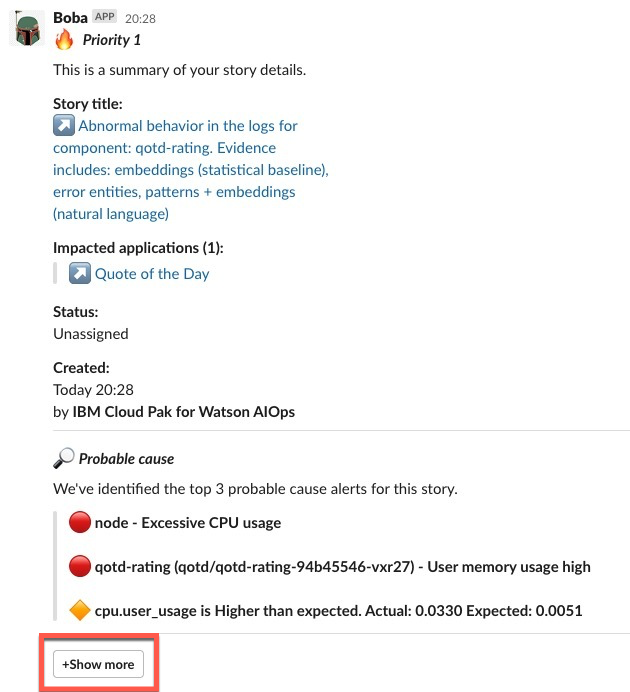 Boba APP 20:28
Priority 1
This is a summary of your story details.
Story title:
Abnormal behavior in the logs for
component: qotd-rating. Evidence
includes: embeddings (statistical baseline),
error entities, patterns + embeddings
(natural language)
Impacted applications (1):
Quote of the Day
Status:
Unassigned
Created:
Today 20:28
by IBM Cloud Pak for Watson AIOps
Probable cause
We've identified the top 3 probable cause alerts for this story.
node - Excessive CPU usage
qotd-rating (qotd/qotd-rating-94b45546-vxr27) - User memory usage high
cpu.user_usage is Higher than expected. Actual: 0.0330 Expected: 0.0051
+Show more